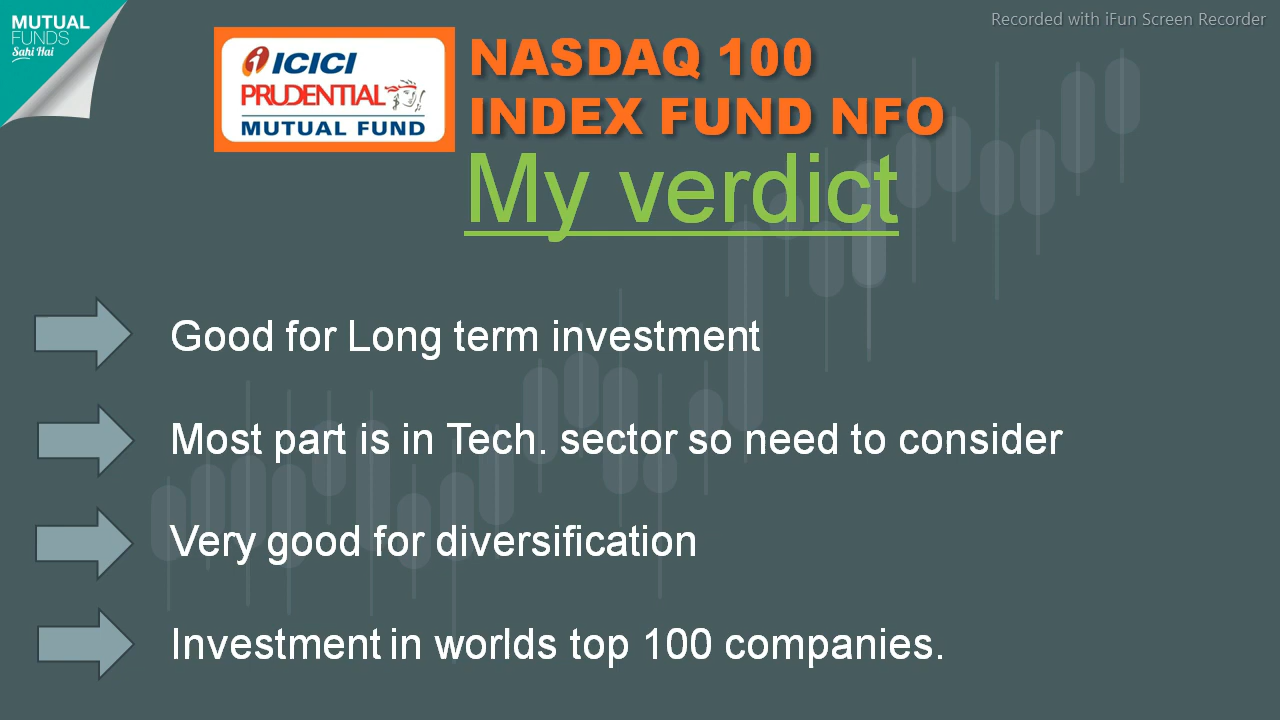 MUTUAL
FUNDS
Sahi Hai
Recorded with iFun Screen Recorder
ICICI
PRUDENTIAL
MUTUAL FUND
NASDAQ 100
INDEX FUND NFO
My verdict
Good for Long term investment
Most part is in Tech. sector so need to consider
Very good for diversification
Investment in worlds top 100 companies.